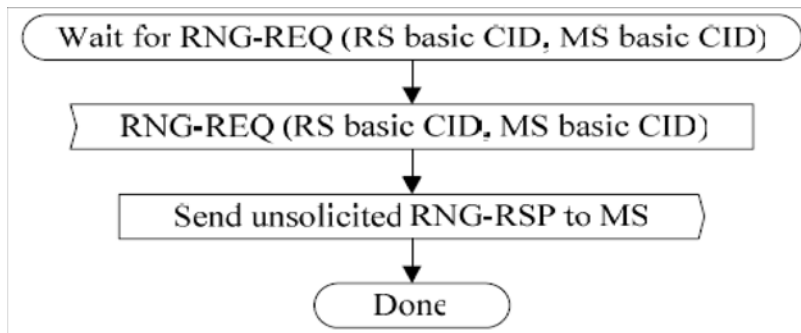 Wait for RNG-REQ (RS basic CID, MS basic CID)
RNG-REQ (RS basic CID, MS basic CID)
Send unsolicited RNG-RSP to MS
Done